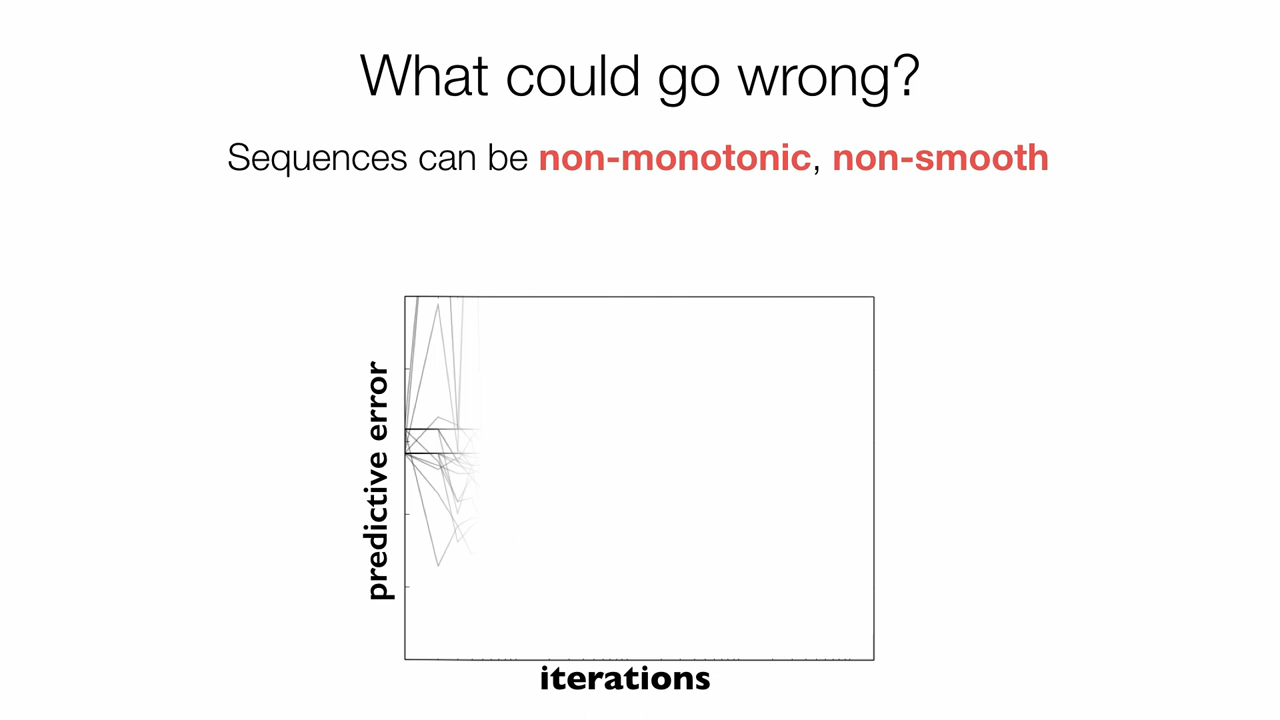 What could go wrong?
Sequences can be non-monotonic, non-smooth
predictive error
iterations